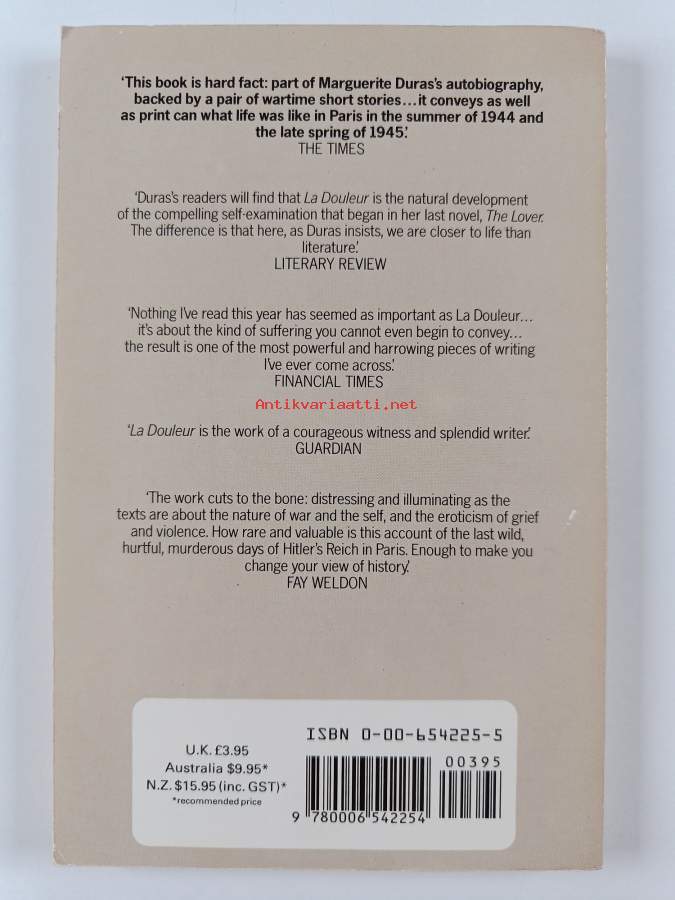 ‘This book is hard fact: part of Marguerite Duras's autobiography,
backed by a pair of wartime short stories...it conveys as well
as print can what life was like in Paris in the summer of 1944 and
the late spring of 1945.’
THE TIMES
‘Duras's readers will find that La Douleur is the natural development
of the compelling self-examination that began in her last novel, The Lover.
The difference is that here, as Duras insists, we are closer to life than
literature.’
LITERARY REVIEW
‘Nothing I've read this year has seemed as important as La Douleur...
it's about the kind of suffering you cannot even begin to convey...
the result is one of the most powerful and harrowing pieces of writing
I've ever come across.’
FINANCIAL TIMES
Antikvariaatti.net
‘La Douleur is the work of a courageous witness and splendid writer.’
GUARDIAN
‘The work cuts to the bone: distressing and illuminating as the
texts are about the nature of war and the self, and the eroticism of grief
and violence. How rare and valuable is this account of the last wild,
hurtful, murderous days of Hitler's Reich in Paris. Enough to make you
change your view of history.’
FAY WELDON
U.K. £3.95
Australia $9.95*
N.Z. $15.95 (inc. GST)*
*recommended price
ISBN 0-00-654225-5
00395
9 780006 542254